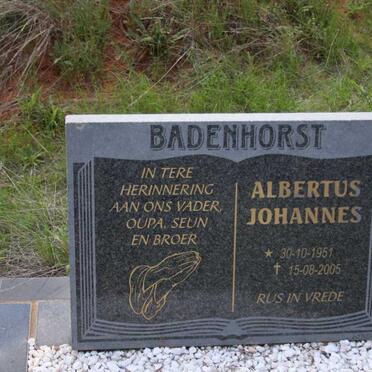 BADENHORST
IN TERE
HERINNERING
AAN ONS VADER,
OUPA, SEUN
EN BROER
ALBERTUS
JOHANNES
★ 30-10-1951
✝ 15-08-2005
RUS IN VREDE